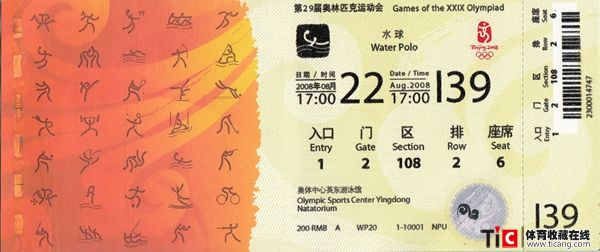 第29届奥林匹克运动会 Games of the XXIX Olympiad
水球
Water Polo
Beijing 2008
日期 / 时间 Date / Time
2008年08月 22 Aug.2008 139
17:00 17:00
入口 门 区 排 座席
Entry Gate Section Row Seat
1 2 108 2 6
奥体中心英东游泳馆
Olympic Sports Center Yingdong
Natatorium
200 RMB A WP20 1-10001 NPU
座席 Seat 6
排 Row 2
区 Section 108
门 Gate 2
入口 Entry 1
2300014747
139
TIC 体育收藏在线
www.ticang.com